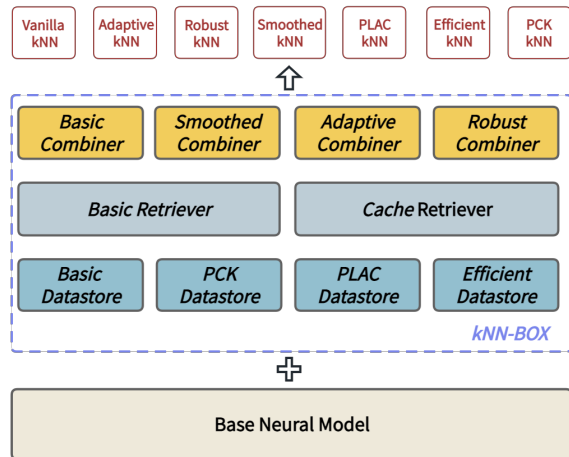 Vanilla
kNN
Adaptive
kNN
Robust
kNN
Smoothed
kNN
PLAC
kNN
Efficient
kNN
PCK
kNN
Basic
Combiner
Smoothed
Combiner
Adaptive
Combiner
Robust
Combiner
Basic Retriever
Cache Retriever
Basic
Datastore
PCK
Datastore
PLAC
Datastore
Efficient
Datastore
kNN-BOX
Base Neural Model